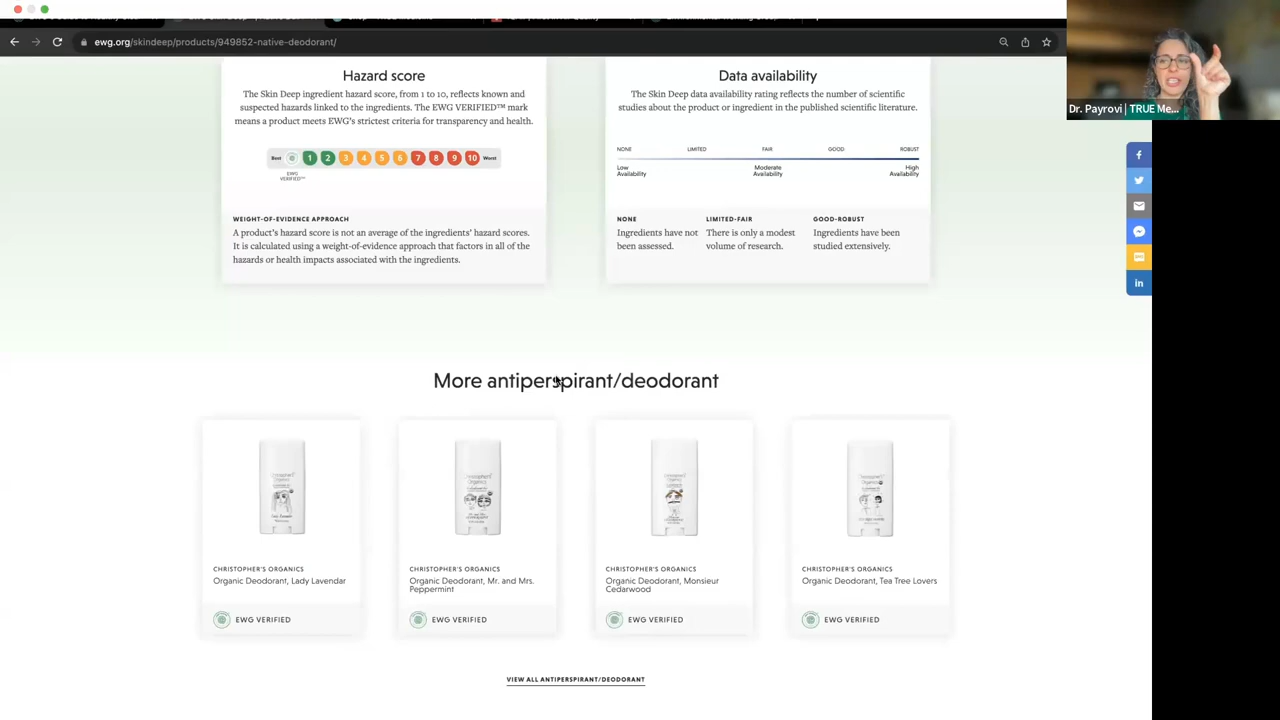 ewg.org/skindeep/products/949852-native-deodorant/
Dr. Payrovi | TRUE Me...
Hazard score
The Skin Deep ingredient hazard score, from 1 to 10, reflects known and
suspected hazards linked to the ingredients. The EWG VERIFIED™ mark
means a product meets EWG's strictest criteria for transparency and health.
Best 1 2 3 4 5 6 7 8 9 10 Worst
EWG
VERIFIED™
WEIGHT-OF-EVIDENCE APPROACH
A product's hazard score is not an average of the ingredients' hazard scores.
It is calculated using a weight-of-evidence approach that factors in all of the
hazards or health impacts associated with the ingredients.
Data availability
The Skin Deep data availability rating reflects the number of scientific
studies about the product or ingredient in the published scientific literature.
NONE LIMITED FAIR GOOD ROBUST
Low
Availability
Moderate
Availability
High
Availability
NONE
Ingredients have not
been assessed.
LIMITED-FAIR
There is only a modest
volume of research.
GOOD-ROBUST
Ingredients have been
studied extensively.
More antiperspirant/deodorant
CHRISTOPHER'S ORGANICS
Organic Deodorant, Lady Lavendar
EWG VERIFIED
CHRISTOPHER'S ORGANICS
Organic Deodorant, Mr. and Mrs.
Peppermint
EWG VERIFIED
CHRISTOPHER'S ORGANICS
Organic Deodorant, Monsieur
Cedarwood
EWG VERIFIED
CHRISTOPHER'S ORGANICS
Organic Deodorant, Tea Tree Lovers
EWG VERIFIED
VIEW ALL ANTIPERSPIRANT/DEODORANT